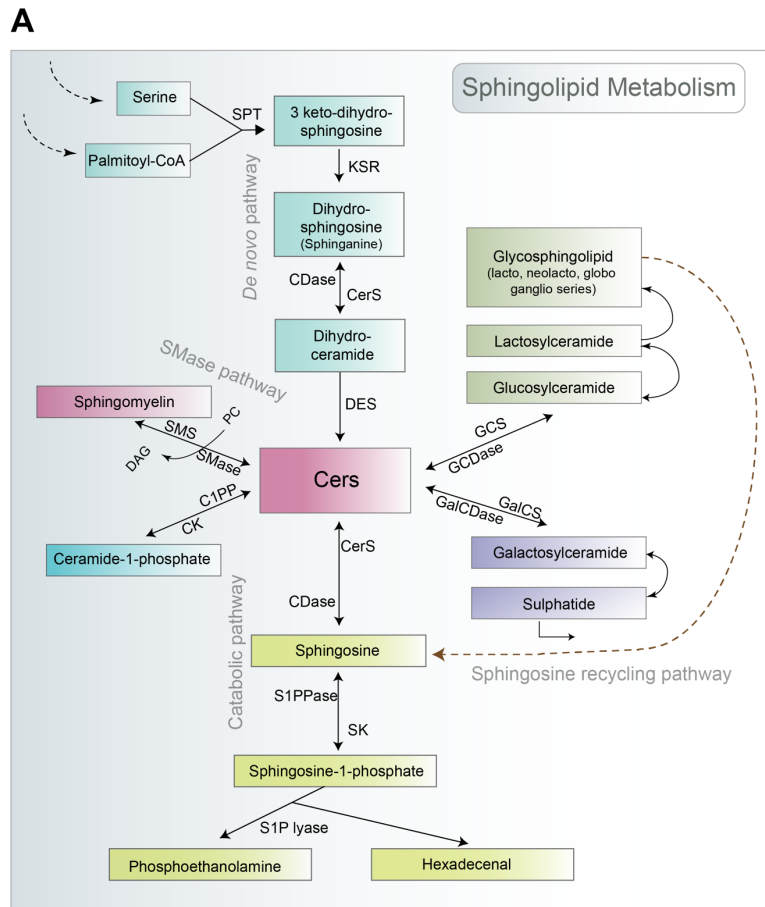 A
Sphingolipid Metabolism
Serine
SPT
3 keto-dihydro-
sphingosine
Palmitoyl-CoA
KSR
De novo pathway
Dihydro-
sphingosine
(Sphinganine)
CDase
CerS
Dihydro-
ceramide
DES
Glycosphingolipid
(lacto, neolacto, globo
ganglio series)
Lactosylceramide
Glucosylceramide
SMase pathway
Sphingomyelin
SMS
SMase
PC
DAG
Cers
GCS
GCDase
C1PP
CK
Ceramide-1-phosphate
GalCS
GalCDase
Galactosylceramide
Sulphatide
CerS
CDase
Catabolic pathway
Sphingosine
Sphingosine recycling pathway
S1PPase
SK
Sphingosine-1-phosphate
S1P lyase
Phosphoethanolamine
Hexadecenal